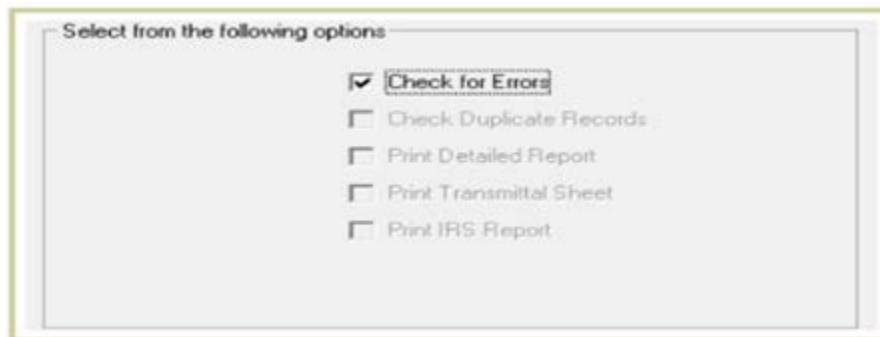 Select from the following options
Check for Errors
Check Duplicate Records
Print Detailed Report
Print Transmittal Sheet
Print IRS Report